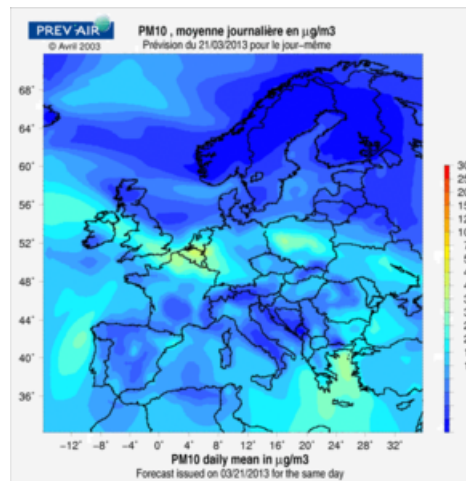 PREV'AIR
© Avril 2003
PM10 , moyenne journalière en µg/m3
Prévision du 21/03/2013 pour le jour-même
68°
64°
60°
56°
52°
48°
44°
40°
36°
-12° -8° -4° 0° 4° 8° 12° 16° 20° 24° 28° 32°
PM10 daily mean in µg/m3
Forecast issued on 03/21/2013 for the same day